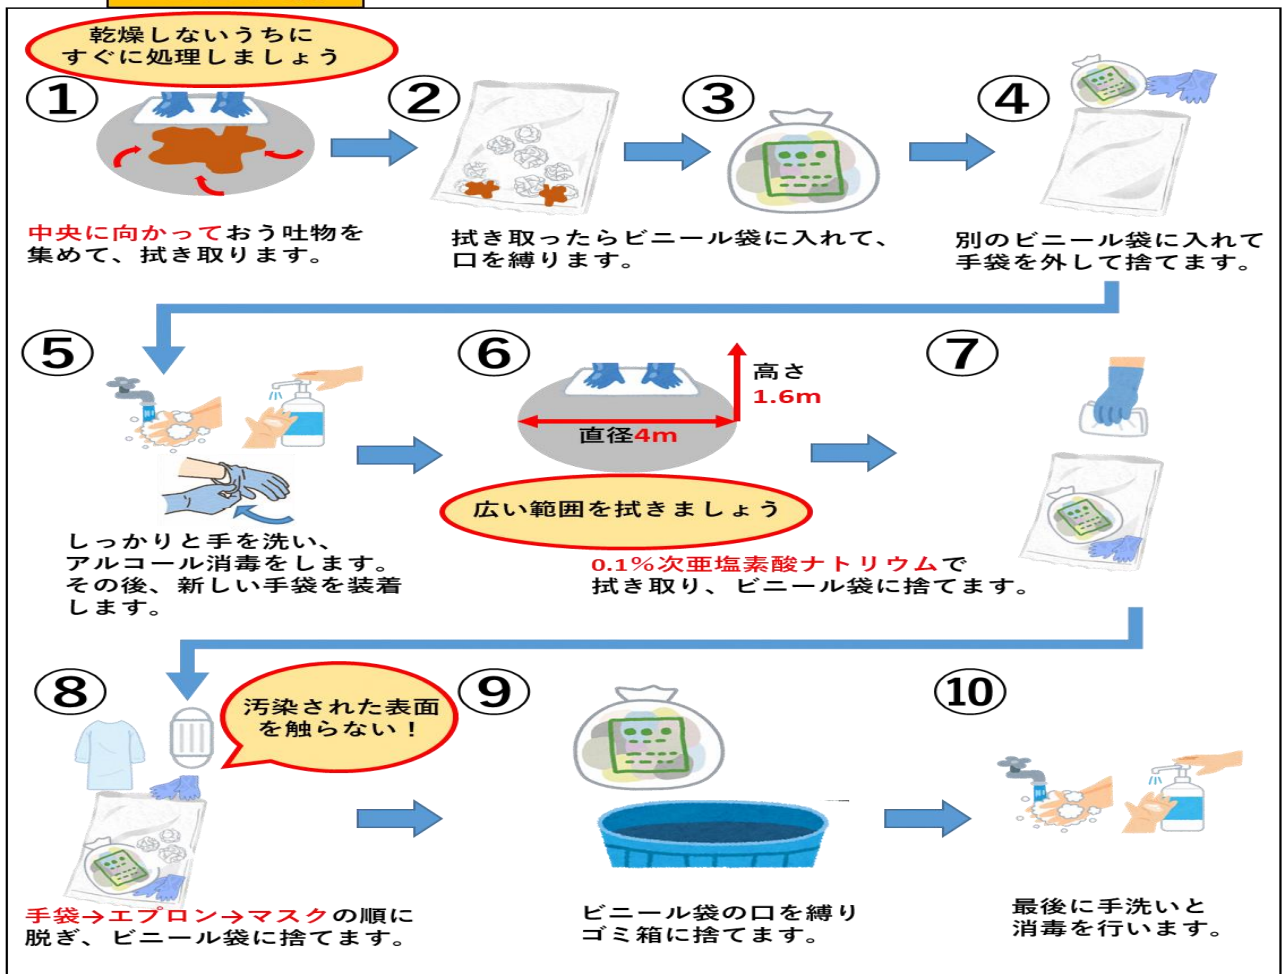 乾燥しないうちに
すぐに処理しましょう
①
②
③
④
中央に向かっておう吐物を
集めて、拭き取ります。
拭き取ったらビニール袋に入れて、
口を縛ります。
別のビニール袋に入れて
手袋を外して捨てます。
⑤
⑥
⑦
高さ
1.6m
直径4m
広い範囲を拭きましょう
しっかりと手を洗い、
アルコール消毒をします。
その後、新しい手袋を装着
します。
0.1%次亜塩素酸ナトリウムで
拭き取り、ビニール袋に捨てます。
⑧
⑨
⑩
汚染された表面
を触らない！
手袋→エプロン→マスクの順に
脱ぎ、ビニール袋に捨てます。
ビニール袋の口を縛り
ゴミ箱に捨てます。
最後に手洗いと
消毒を行います。